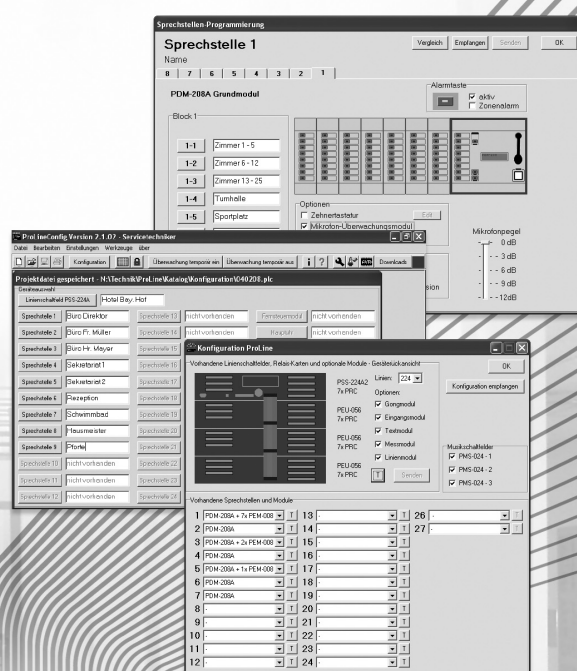 Sprechstellen-Programmierung
Sprechstelle 1
Vergleich Empfangen Senden OK
Name
8 7 6 5 4 3 2 1
PDM-208A Grundmodul
Alarmtaste
aktiv
Zonenalarm
Block 1
1-1 Zimmer 1 - 5
1-2 Zimmer 6 - 12
1-3 Zimmer 13 - 25
1-4 Turnhalle
1-5 Sportplatz
Optionen
Zehnertastatur Edit
Mikrofon-Überwachungsmodul
Mikrofonpegel
0 dB
- 3 dB
- 6 dB
- 9 dB
-12dB
sion
ProLineConfig Version 2.1.02 - Servicetechniker
Datei Bearbeiten Einstellungen Werkzeuge über
Konfiguration Überwachung temporär ein Überwachung temporär aus Downloads
Projektdatei gespeichert - N:\Technik\ProLine\Katalog\Konfiguration\040208.plc
Geräteauswahl
Linienschaltfeld PSS-224A Hotel Bay. Hof
Sprechstelle 1 Büro Direktor Sprechstelle 13 nicht vorhanden Fernsteuermodul nicht vorhanden
Sprechstelle 2 Büro Fr. Müller Sprechstelle 14 nicht vorhanden Hauptuhr nicht vorhanden
Sprechstelle 3 Büro Hr. Mayer Sprechstelle 15
Sprechstelle 4 Sekretariat 1 Sprechstelle 16
Sprechstelle 5 Sekretariat 2 Sprechstelle 17
Sprechstelle 6 Rezeption Sprechstelle 18
Sprechstelle 7 Schwimmbad Sprechstelle 19
Sprechstelle 8 Hausmeister Sprechstelle 20
Sprechstelle 9 Pforte Sprechstelle 21
Sprechstelle 10 nicht vorhanden Sprechstelle 22
Sprechstelle 11 nicht vorhanden Sprechstelle 23
Sprechstelle 12 nicht vorhanden Sprechstelle 24
Konfiguration ProLine
Vorhandene Linienschaltfelder, Relais-Karten und optionale Module - Geräterückansicht
OK
Konfiguration empfangen
PSS-224A2
7x PRC
PEU-056
7x PRC
PEU-056
7x PRC
PEU-056
7x PRC
Linien: 224
Optionen:
Gongmodul
Eingangsmodul
Textmodul
Messmodul
Linienmodul
T Senden
Musikschaltfelder
PMS-024 - 1
PMS-024 - 2
PMS-024 - 3
Vorhandene Sprechstellen und Module
1 PDM-208A + 7x PEM-008 T 13 - T 26 - T
2 PDM-208A T 14 - T 27 - T
3 PDM-208A + 2x PEM-008 T 15 - T
4 PDM-208A T 16 - T
5 PDM-208A + 1x PEM-008 T 17 - T
6 PDM-208A T 18 - T
7 PDM-208A T 19 - T
8 - T 20 - T
9 - T 21 - T
10 - T 22 - T
11 - T 23 - T
12 - T 24 - T